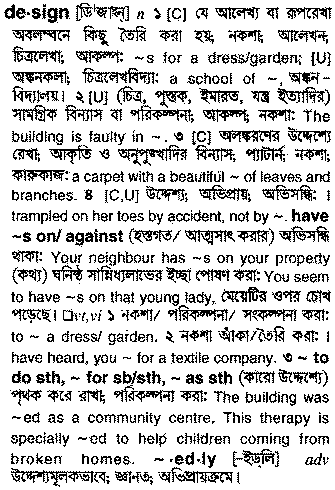 de·sign [ডিˈজ়াইন্] n ১ [C] যে আলেখ্য বা রূপরেখা
অবলম্বনে কিছু তৈরি করা হয়, নকশা, আলেখন,
চিত্রলেখা, আকল্প: ~s for a dress/garden; [U]
অঙ্কনকলা, চিত্রলেখবিদ্যা: a school of ~, অঙ্কন-
বিদ্যালয়। ২ [U] (চিত্র, পুস্তক, ইমারত, যন্ত্র ইত্যাদির)
সামগ্রিক বিন্যাস বা পরিকল্পনা, আকল্প, নকশা: The
building is faulty in ~. ৩ [C] অলঙ্করণের উদ্দেশ্যে
রেখা, আকৃতি ও অনুপুঙ্খাদির বিন্যাস, প্যাটার্ন, নকশা,
কারুকাজ: a carpet with a beautiful ~ of leaves and
branches. ৪ [C,U] উদ্দেশ্য, অভিপ্রায়, অভিসন্ধি: I
trampled on her toes by accident, not by ~. have
~s on/ against (হস্তগত/ আত্মসাৎ করার) অভিসন্ধি
থাকা: Your neighbour has ~s on your property
(কথ্য) ঘনিষ্ঠ সান্নিধ্যলাভের ইচ্ছা পোষণ করা: You seem
to have ~s on that young lady, মেয়েটির ওপর চোখ
পড়েছে। □vt,vi ১ নকশা/ পরিকল্পনা/ সংকল্পনা করা:
to ~ a dress/ garden. ২ নকশা আঁকা/তৈরি করা: I
have heard, you ~ for a textile company. ৩ ~ to
do sth, ~ for sb/sth, ~ as sth (কারো উদ্দেশ্যে)
পৃথক করে রাখা, পরিকল্পনা করা: The building was
~ed as a community centre. This therapy is
specially ~ed to help children coming from
broken homes. ~·ed·ly [–ইড্‌লি] adv
উদ্দেশ্যমূলকভাবে; জ্ঞানত; অভিপ্রায়ক্রমে।